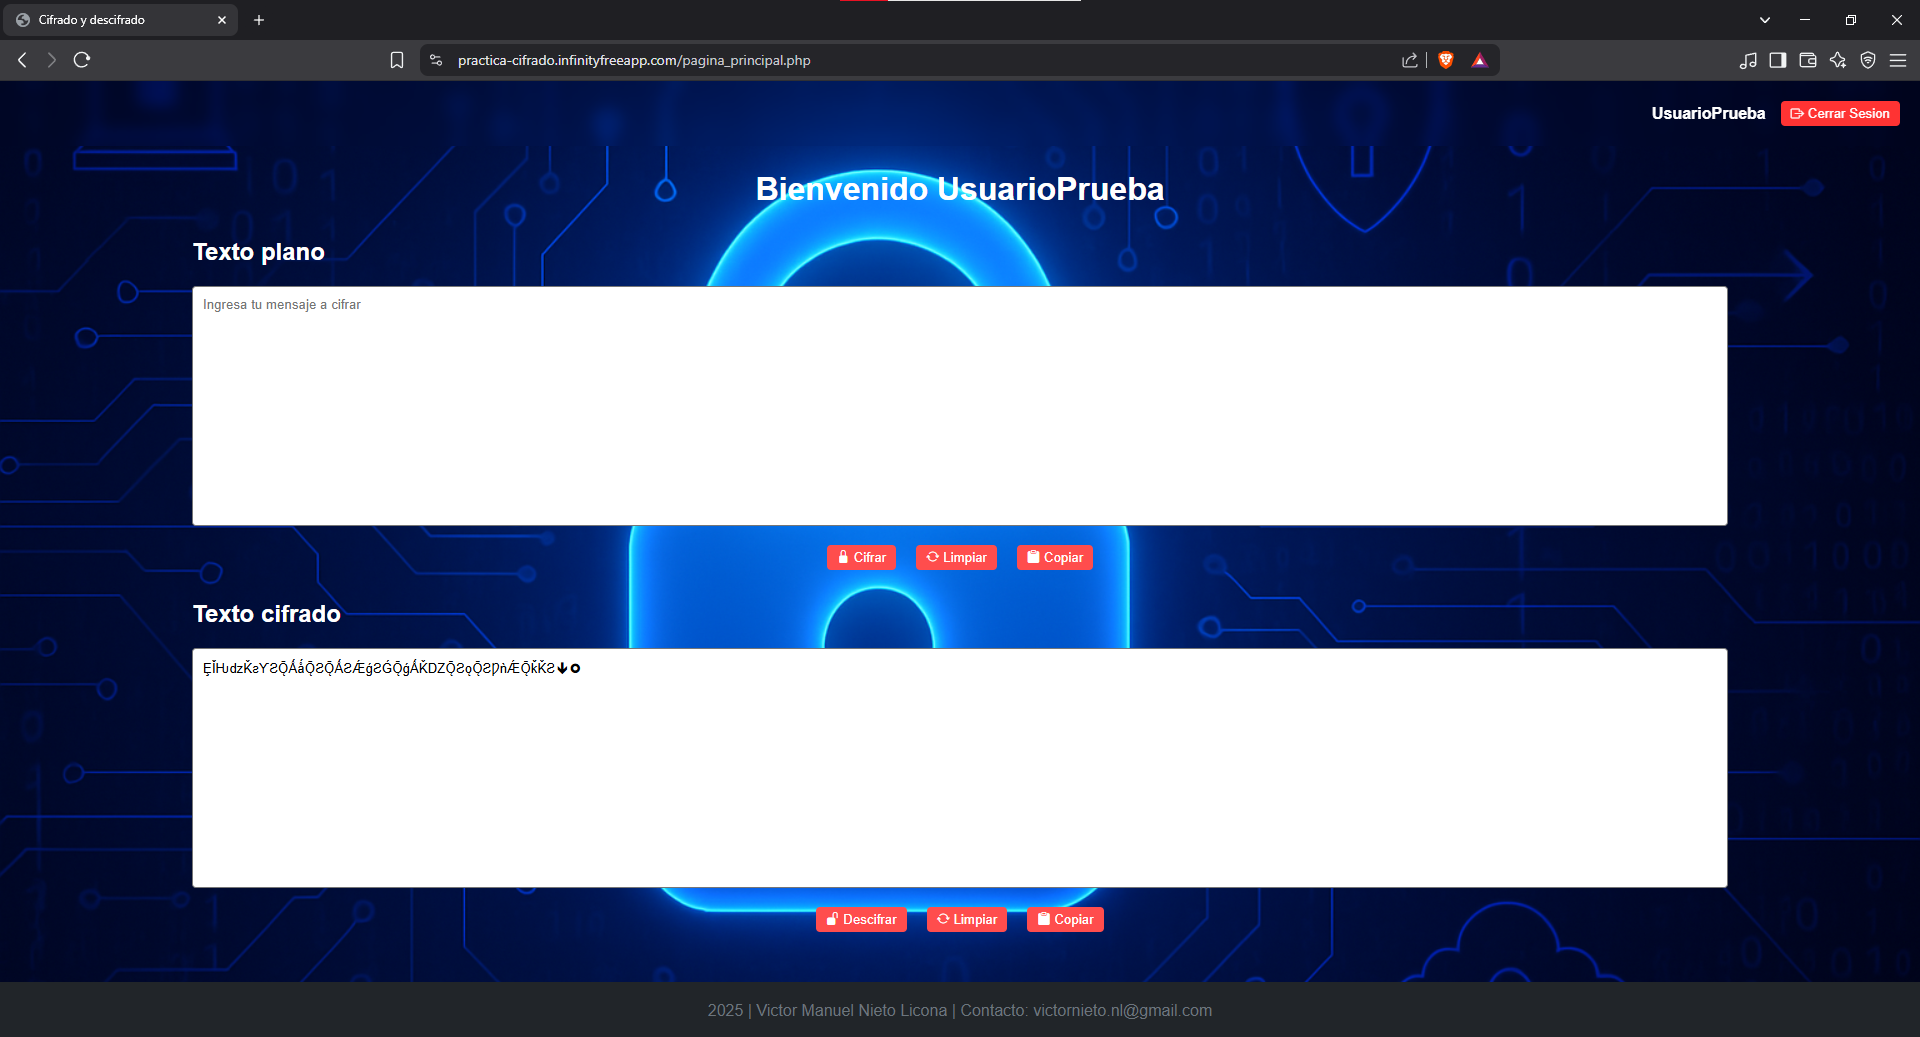 Cifrado y descifrado
practica-cifrado.infinityfreeapp.com/pagina_principal.php
UsuarioPrueba Cerrar Sesion
Bienvenido UsuarioPrueba
Texto plano
Ingresa tu mensaje a cifrar
Cifrar Limpiar Copiar
Texto cifrado
Descifrar Limpiar Copiar
2025 | Victor Manuel Nieto Licona | Contacto: victornieto.nl@gmail.com